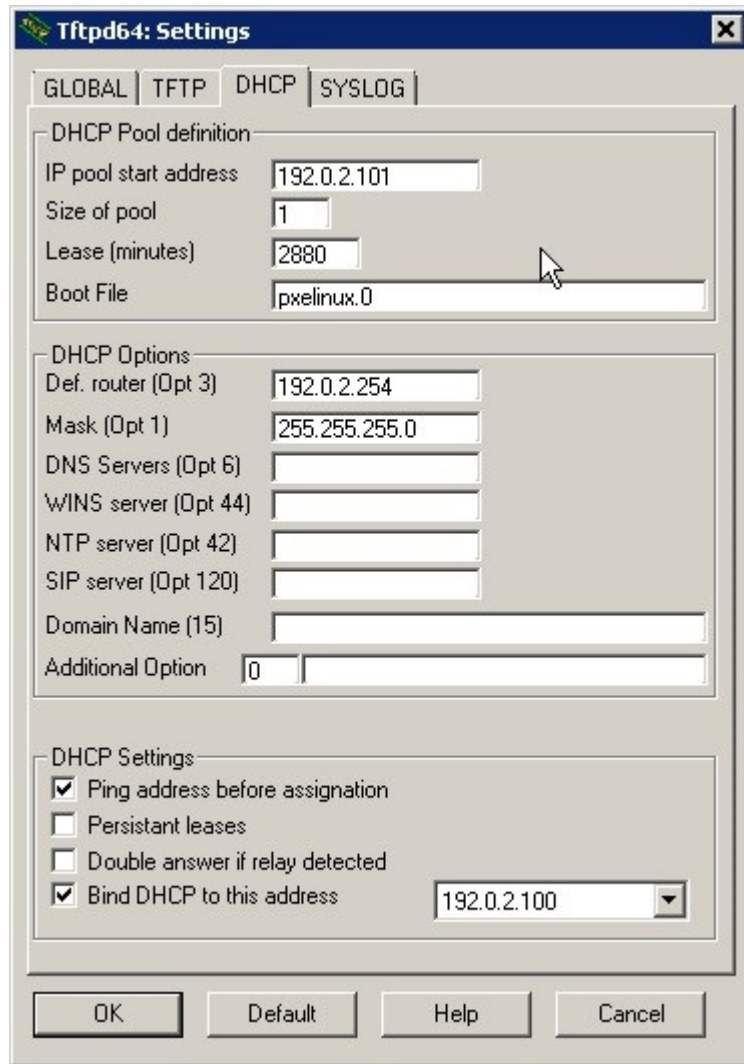 Tftpd64: Settings
GLOBAL TFTP DHCP SYSLOG
DHCP Pool definition
IP pool start address 192.0.2.101
Size of pool 1
Lease (minutes) 2880
Boot File pxelinux.0
DHCP Options
Def. router (Opt 3) 192.0.2.254
Mask (Opt 1) 255.255.255.0
DNS Servers (Opt 6)
WINS server (Opt 44)
NTP server (Opt 42)
SIP server (Opt 120)
Domain Name (15)
Additional Option 0
DHCP Settings
Ping address before assignation
Persistant leases
Double answer if relay detected
Bind DHCP to this address 192.0.2.100
OK Default Help Cancel